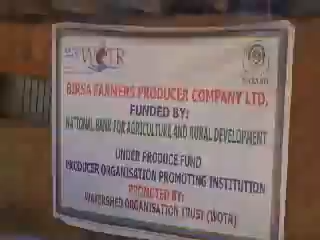 WOTR
BIRSA FARMERS PRODUCER COMPANY LTD.
FUNDED BY:
NATIONAL BANK FOR AGRICULTURE AND RURAL DEVELOPMENT
UNDER PRODUCE FUND
PRODUCER ORGANISATION PROMOTING INSTITUTION
PROMOTED BY:
WATERSHED ORGANISATION TRUST (WOTR)